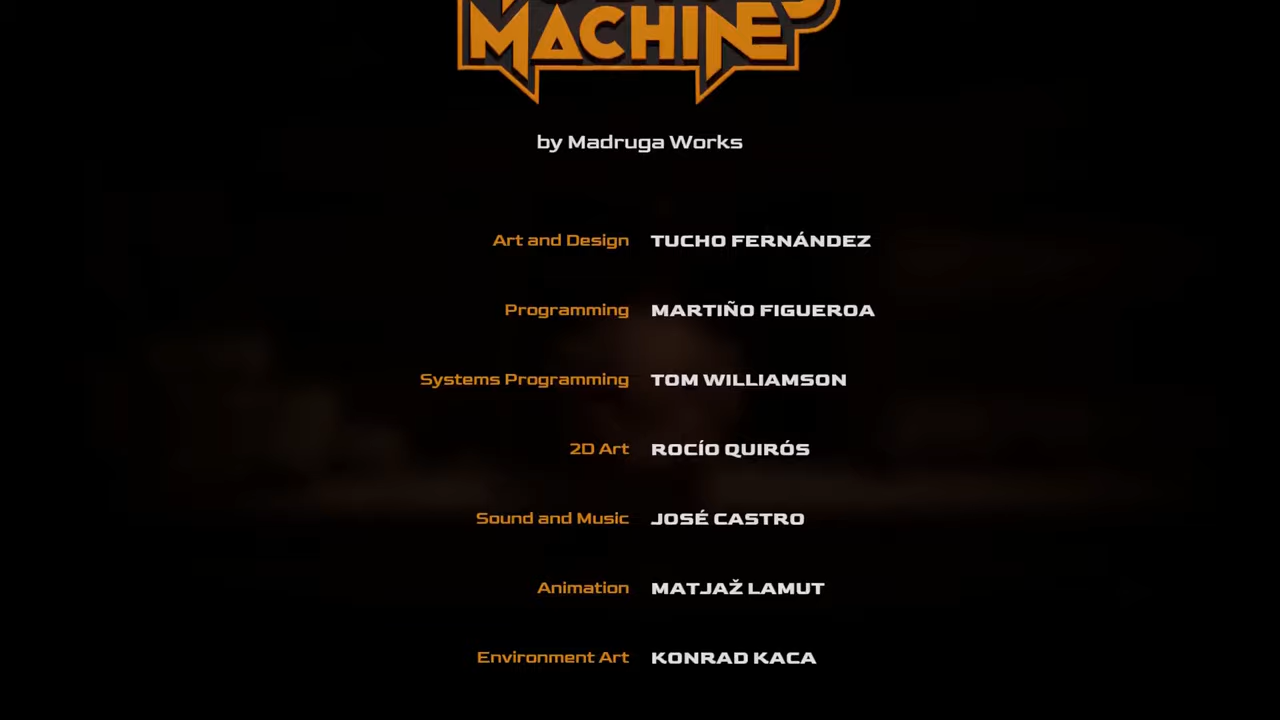 MACHINE
by Madruga Works
Art and Design TUCHO FERNÁNDEZ
Programming MARTIÑO FIGUEROA
Systems Programming TOM WILLIAMSON
2D Art ROCÍO QUIRÓS
Sound and Music JOSÉ CASTRO
Animation MATJAŽ LAMUT
Environment Art KONRAD KACA